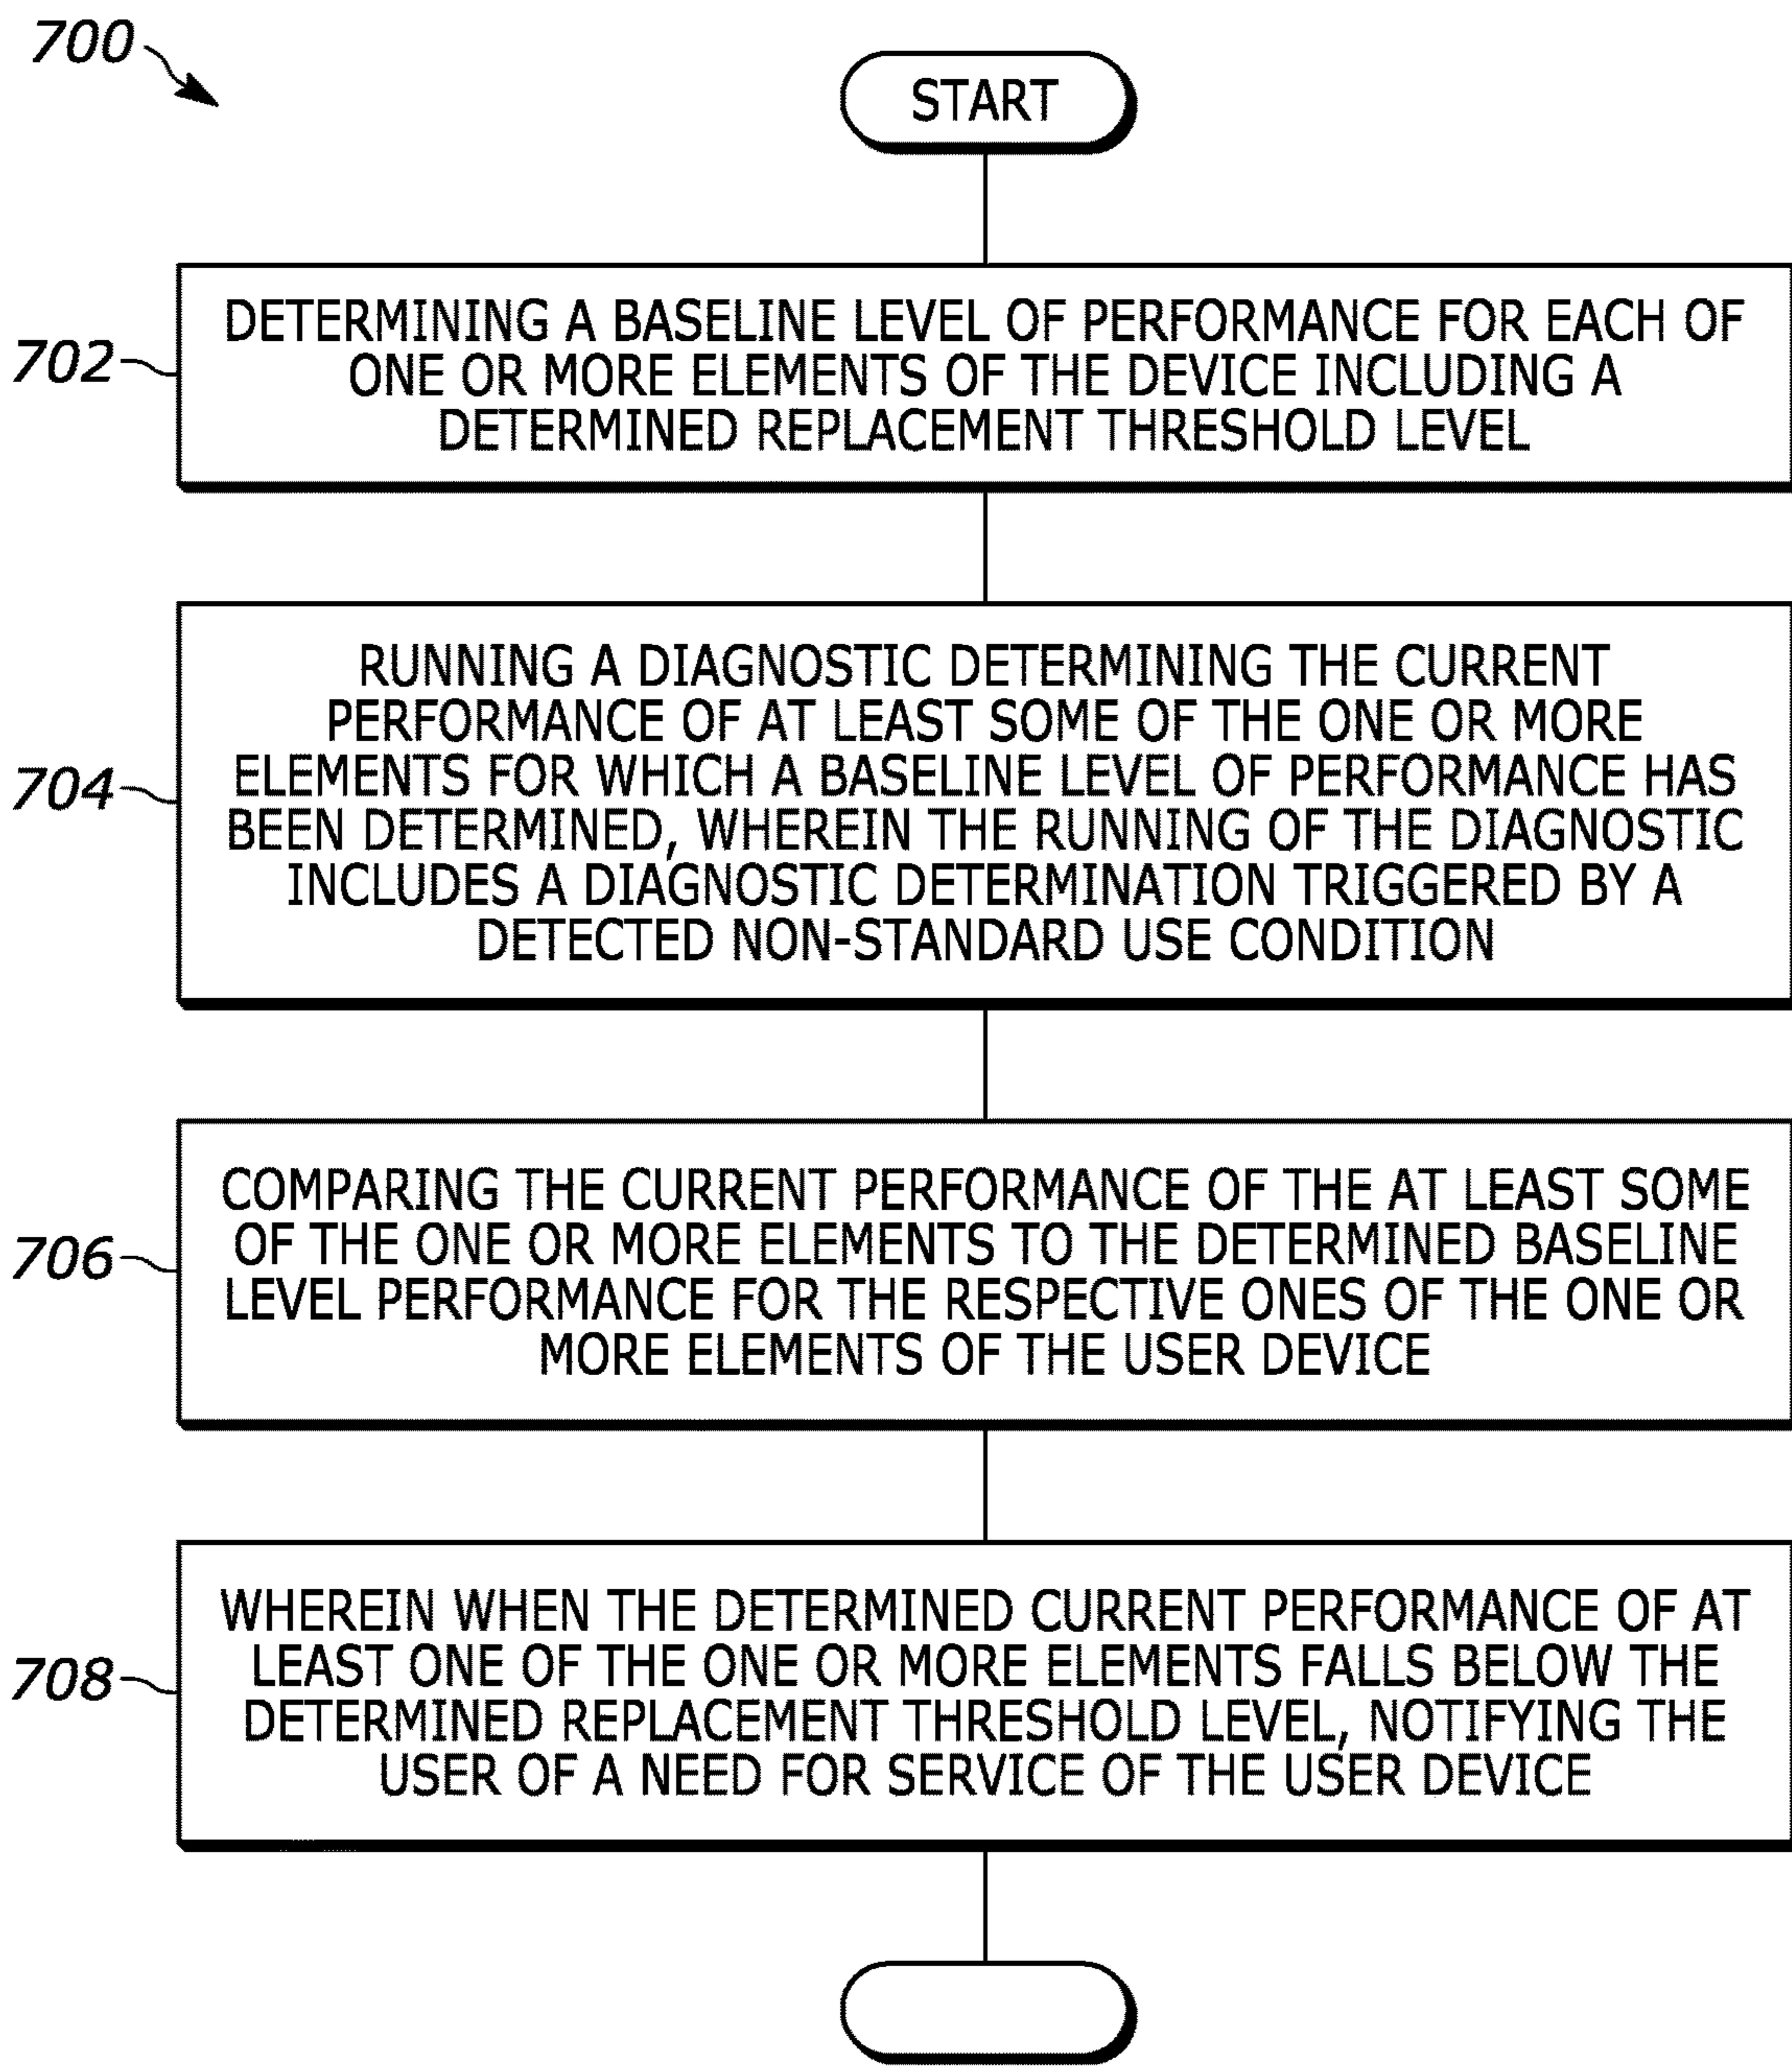 700
START
702
DETERMINING A BASELINE LEVEL OF PERFORMANCE FOR EACH OF
ONE OR MORE ELEMENTS OF THE DEVICE INCLUDING A
DETERMINED REPLACEMENT THRESHOLD LEVEL
704
RUNNING A DIAGNOSTIC DETERMINING THE CURRENT
PERFORMANCE OF AT LEAST SOME OF THE ONE OR MORE
ELEMENTS FOR WHICH A BASELINE LEVEL OF PERFORMANCE HAS
BEEN DETERMINED, WHEREIN THE RUNNING OF THE DIAGNOSTIC
INCLUDES A DIAGNOSTIC DETERMINATION TRIGGERED BY A
DETECTED NON-STANDARD USE CONDITION
706
COMPARING THE CURRENT PERFORMANCE OF THE AT LEAST SOME
OF THE ONE OR MORE ELEMENTS TO THE DETERMINED BASELINE
LEVEL PERFORMANCE FOR THE RESPECTIVE ONES OF THE ONE OR
MORE ELEMENTS OF THE USER DEVICE
708
WHEREIN WHEN THE DETERMINED CURRENT PERFORMANCE OF AT
LEAST ONE OF THE ONE OR MORE ELEMENTS FALLS BELOW THE
DETERMINED REPLACEMENT THRESHOLD LEVEL, NOTIFYING THE
USER OF A NEED FOR SERVICE OF THE USER DEVICE